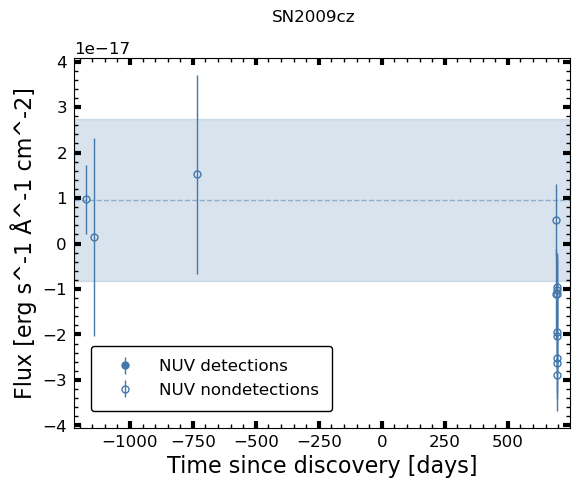 SN2009cz
1e−17
4
3
2
1
0
−1
−2
−3
−4
Flux [erg s^-1 Å^-1 cm^-2]
NUV detections
NUV nondetections
−1000 −750 −500 −250 0 250 500
Time since discovery [days]